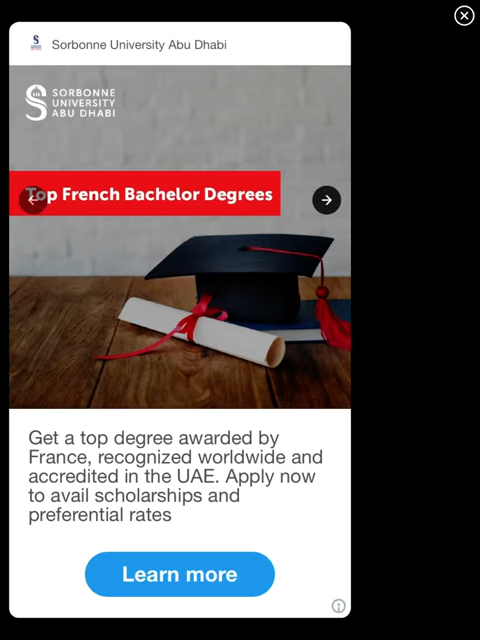 Sorbonne University Abu Dhabi
SORBONNE
UNIVERSITY
ABU DHABI
Top French Bachelor Degrees
Get a top degree awarded by
France, recognized worldwide and
accredited in the UAE. Apply now
to avail scholarships and
preferential rates
Learn more